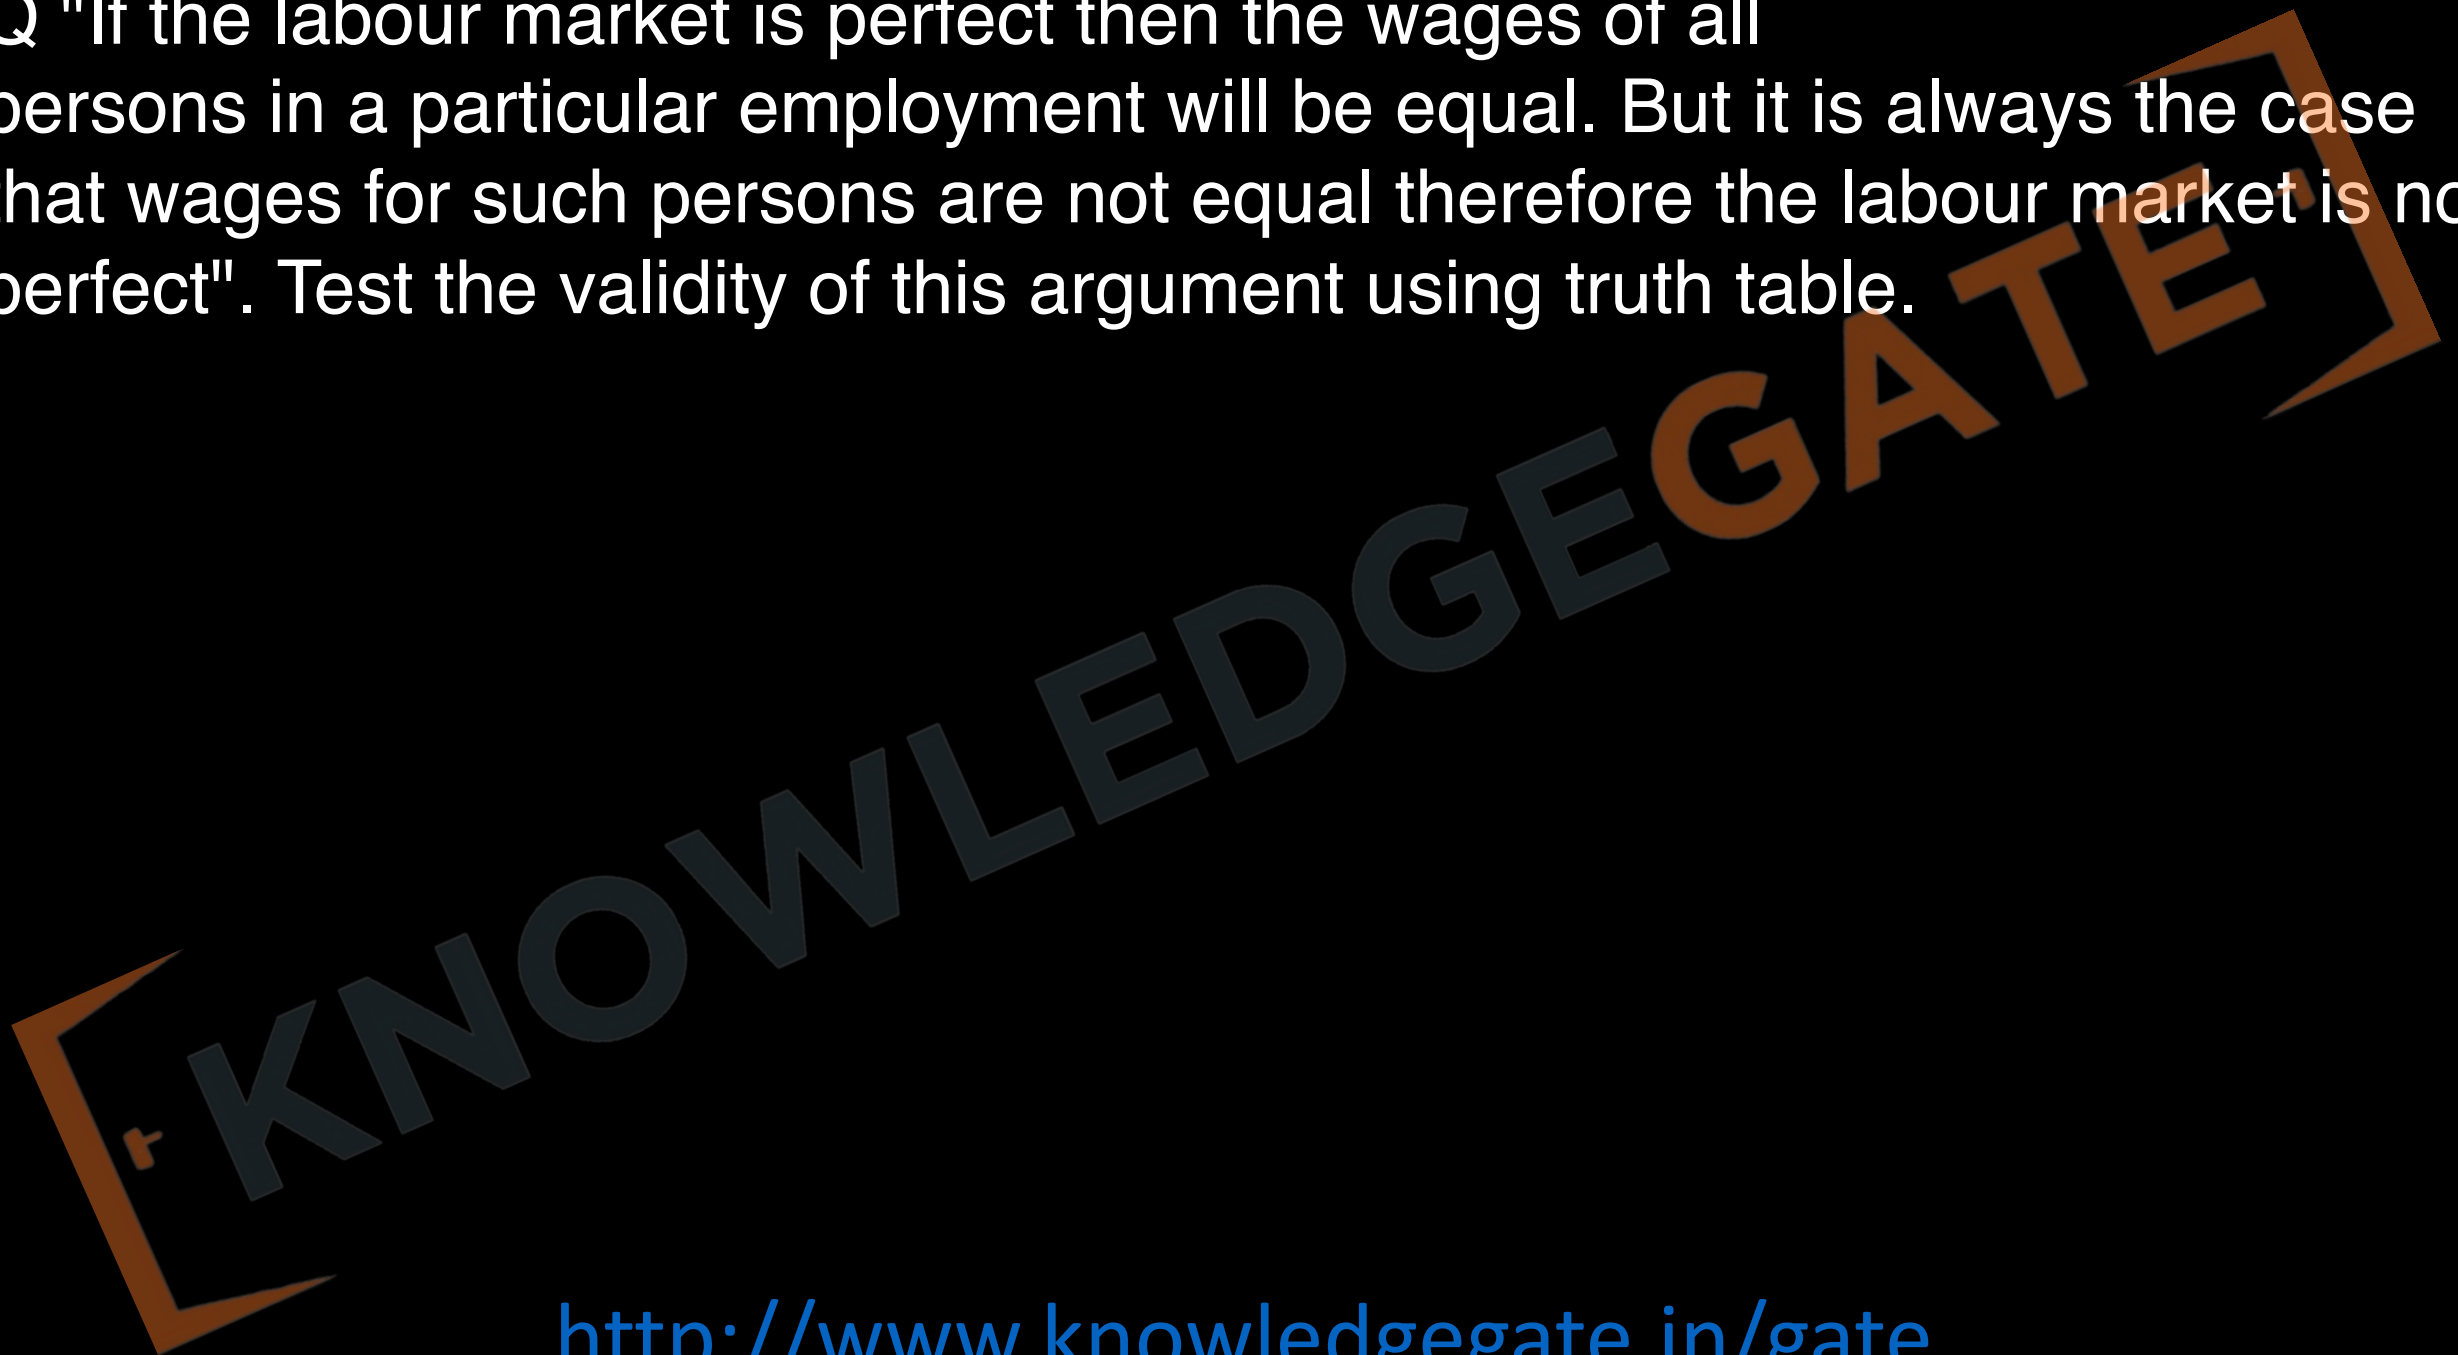 Q "If the labour market is perfect then the wages of all
persons in a particular employment will be equal. But it is always the case
that wages for such persons are not equal therefore the labour market is no
perfect". Test the validity of this argument using truth table.
KNOWLEDGEGATE
http://www.knowledgegate.in/gate